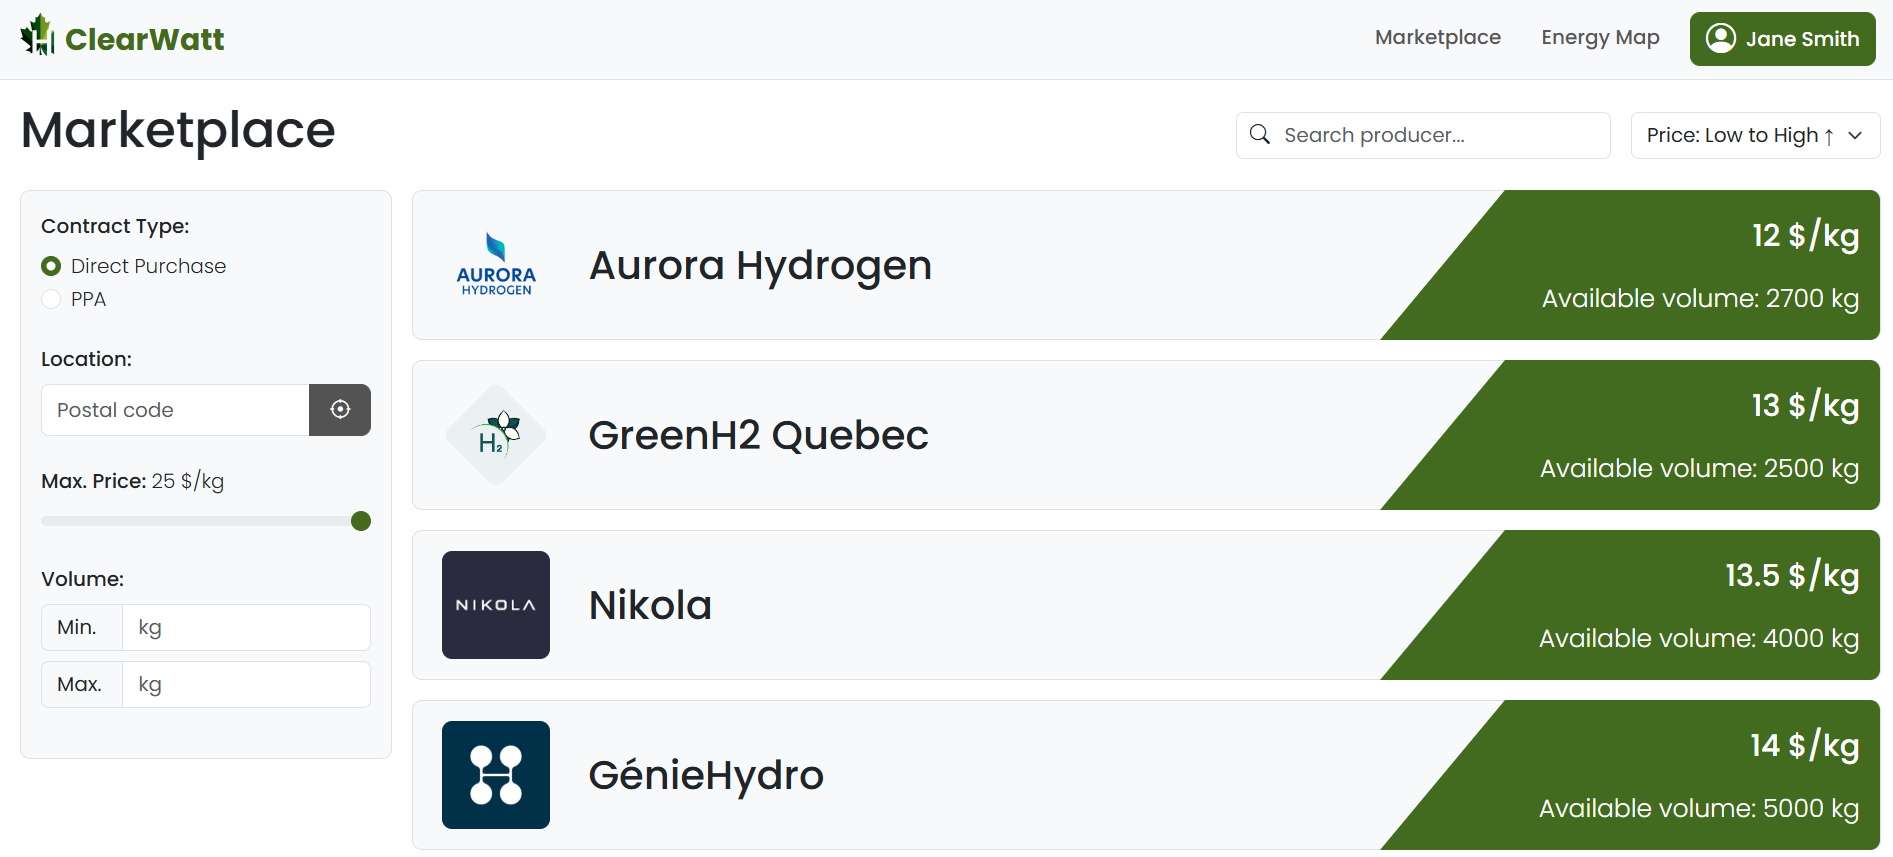 ClearWatt
Marketplace
Energy Map
Jane Smith
Marketplace
Search producer...
Price: Low to High ↑
Contract Type:
Direct Purchase
PPA
Location:
Postal code
Max. Price: 25 $/kg
Volume:
Min. kg
Max. kg
AURORA
HYDROGEN
Aurora Hydrogen
12 $/kg
Available volume: 2700 kg
H2
GreenH2 Quebec
13 $/kg
Available volume: 2500 kg
NIKOLA
Nikola
13.5 $/kg
Available volume: 4000 kg
GénieHydro
14 $/kg
Available volume: 5000 kg